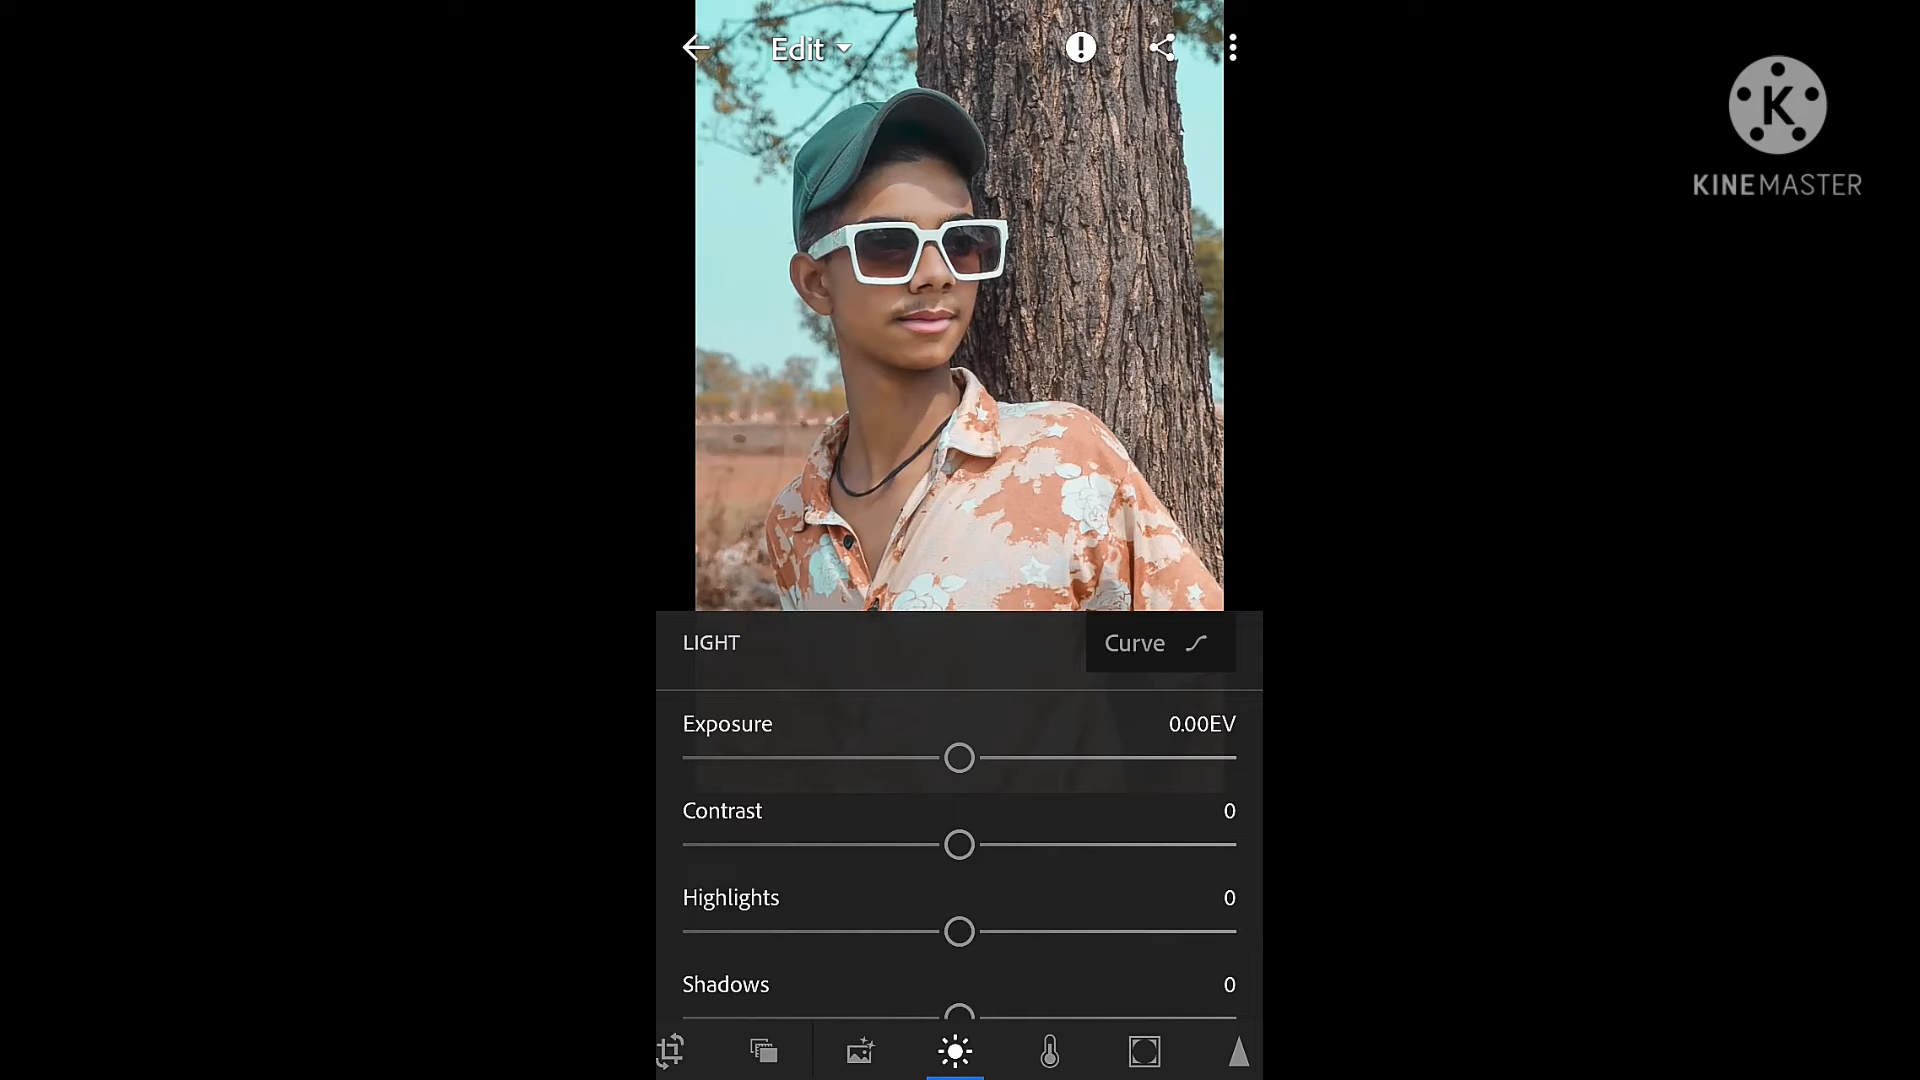 Edit
K
KINEMASTER
LIGHT
Curve
Exposure 0.00EV
Contrast 0
Highlights 0
Shadows 0